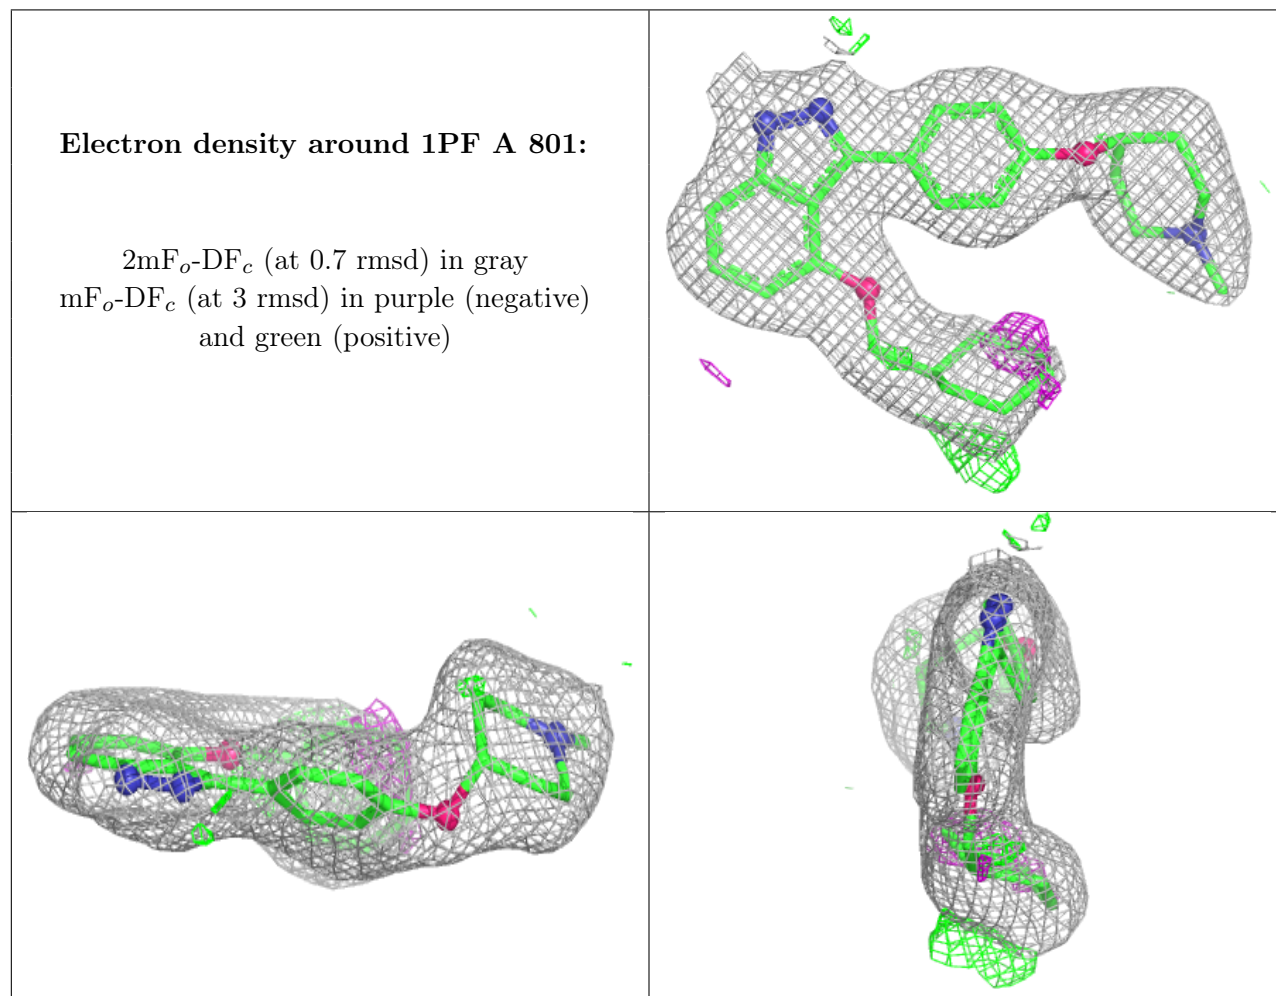 Electron density around 1PF A 801:
2mFo-DFc (at 0.7 rmsd) in gray
mFo-DFc (at 3 rmsd) in purple (negative)
and green (positive)